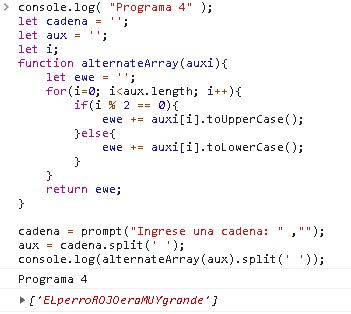 console.log( "Programa 4" );
let cadena = '';
let aux = '';
let i;
function alternateArray(auxi){
    let ewe = '';
    for(i=0; i<aux.length; i++){
        if(i % 2 == 0){
            ewe += auxi[i].toUpperCase();
        }else{
            ewe += auxi[i].toLowerCase();
        }
    }
    return ewe;
}

cadena = prompt("Ingrese una cadena: " ,"");
aux = cadena.split(' ');
console.log(alternateArray(aux).split(' '));
Programa 4
['ELperroROJOeraMUYgrande']